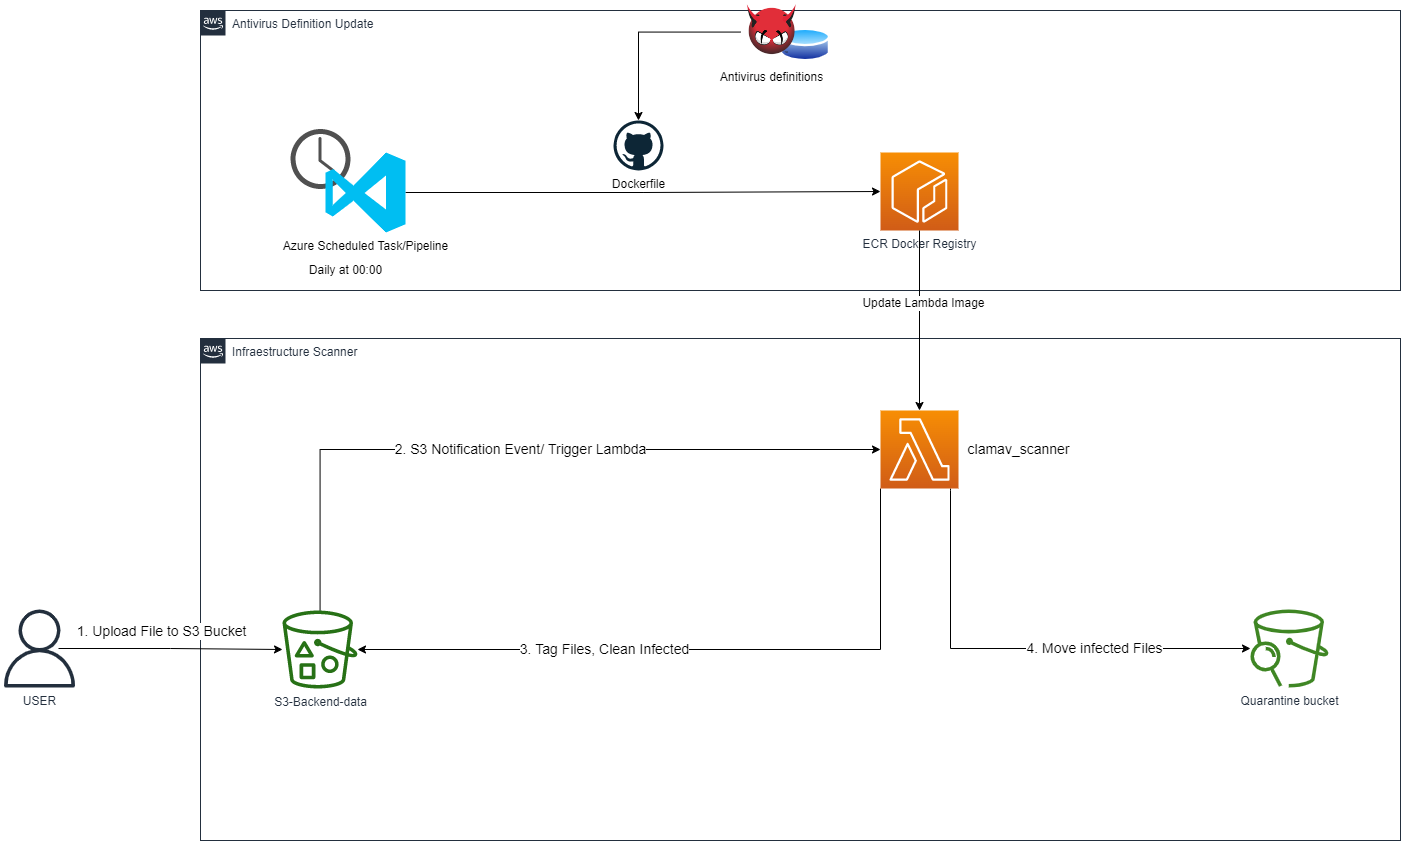 aws
Antivirus Definition Update
Antivirus definitions
Dockerfile
Azure Scheduled Task/Pipeline
Daily at 00:00
ECR Docker Registry
Update Lambda Image
aws
Infraestructure Scanner
2. S3 Notification Event/ Trigger Lambda
clamav_scanner
1. Upload File to S3 Bucket
3. Tag Files, Clean Infected
4. Move infected Files
USER
S3-Backend-data
Quarantine bucket